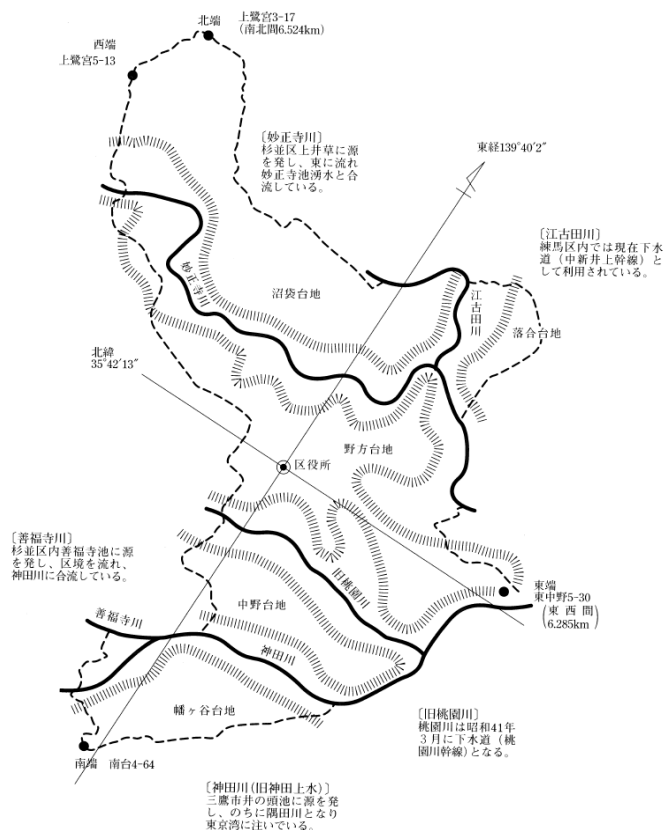 北端
上鷺宮3-17
(南北間6.524km)
西端
上鷺宮5-13
〔妙正寺川〕
杉並区上井草に源
を発し、東に流れ
妙正寺池湧水と合
流している。
東経139°40′2″
〔江古田川〕
練馬区内では現在下水
道（中新井上幹線）と
して利用されている。
妙正寺川
沼袋台地
江古田川
落合台地
北緯
35°42′13″
野方台地
区役所
〔善福寺川〕
杉並区内善福寺池に源
を発し、区境を流れ、
神田川に合流している。
旧桃園川
東端
東中野5-30
(東西間
6.285km)
中野台地
善福寺川
神田川
幡ヶ谷台地
〔旧桃園川〕
桃園川は昭和41年
3月に下水道（桃
園川幹線）となる。
南端 南台4-64
〔神田川(旧神田上水)〕
三鷹市井の頭池に源を発
し、のちに隅田川となり
東京湾に注いでいる。